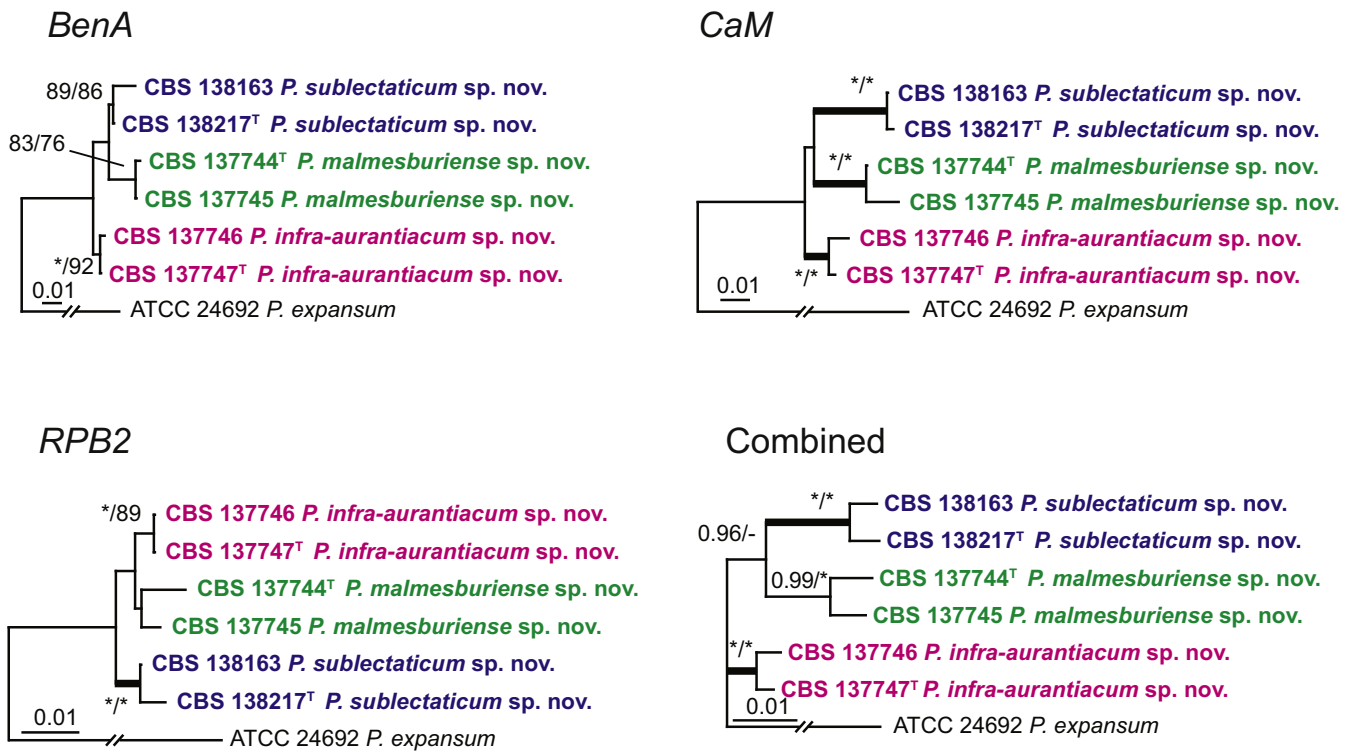 BenA
89/86
CBS 138163 P. sublectaticum sp. nov.
CBS 138217ᵀ P. sublectaticum sp. nov.
83/76
CBS 137744ᵀ P. malmesburiense sp. nov.
CBS 137745 P. malmesburiense sp. nov.
CBS 137746 P. infra-aurantiacum sp. nov.
*/92
CBS 137747ᵀ P. infra-aurantiacum sp. nov.
0.01
ATCC 24692 P. expansum
CaM
*/*
CBS 138163 P. sublectaticum sp. nov.
CBS 138217ᵀ P. sublectaticum sp. nov.
*/*
CBS 137744ᵀ P. malmesburiense sp. nov.
CBS 137745 P. malmesburiense sp. nov.
CBS 137746 P. infra-aurantiacum sp. nov.
*/*
CBS 137747ᵀ P. infra-aurantiacum sp. nov.
0.01
ATCC 24692 P. expansum
RPB2
*/89
CBS 137746 P. infra-aurantiacum sp. nov.
CBS 137747ᵀ P. infra-aurantiacum sp. nov.
CBS 137744ᵀ P. malmesburiense sp. nov.
CBS 137745 P. malmesburiense sp. nov.
CBS 138163 P. sublectaticum sp. nov.
*/*
CBS 138217ᵀ P. sublectaticum sp. nov.
0.01
ATCC 24692 P. expansum
Combined
*/*
CBS 138163 P. sublectaticum sp. nov.
0.96/-
CBS 138217ᵀ P. sublectaticum sp. nov.
0.99/*
CBS 137744ᵀ P. malmesburiense sp. nov.
CBS 137745 P. malmesburiense sp. nov.
*/*
CBS 137746 P. infra-aurantiacum sp. nov.
CBS 137747ᵀ P. infra-aurantiacum sp. nov.
0.01
ATCC 24692 P. expansum